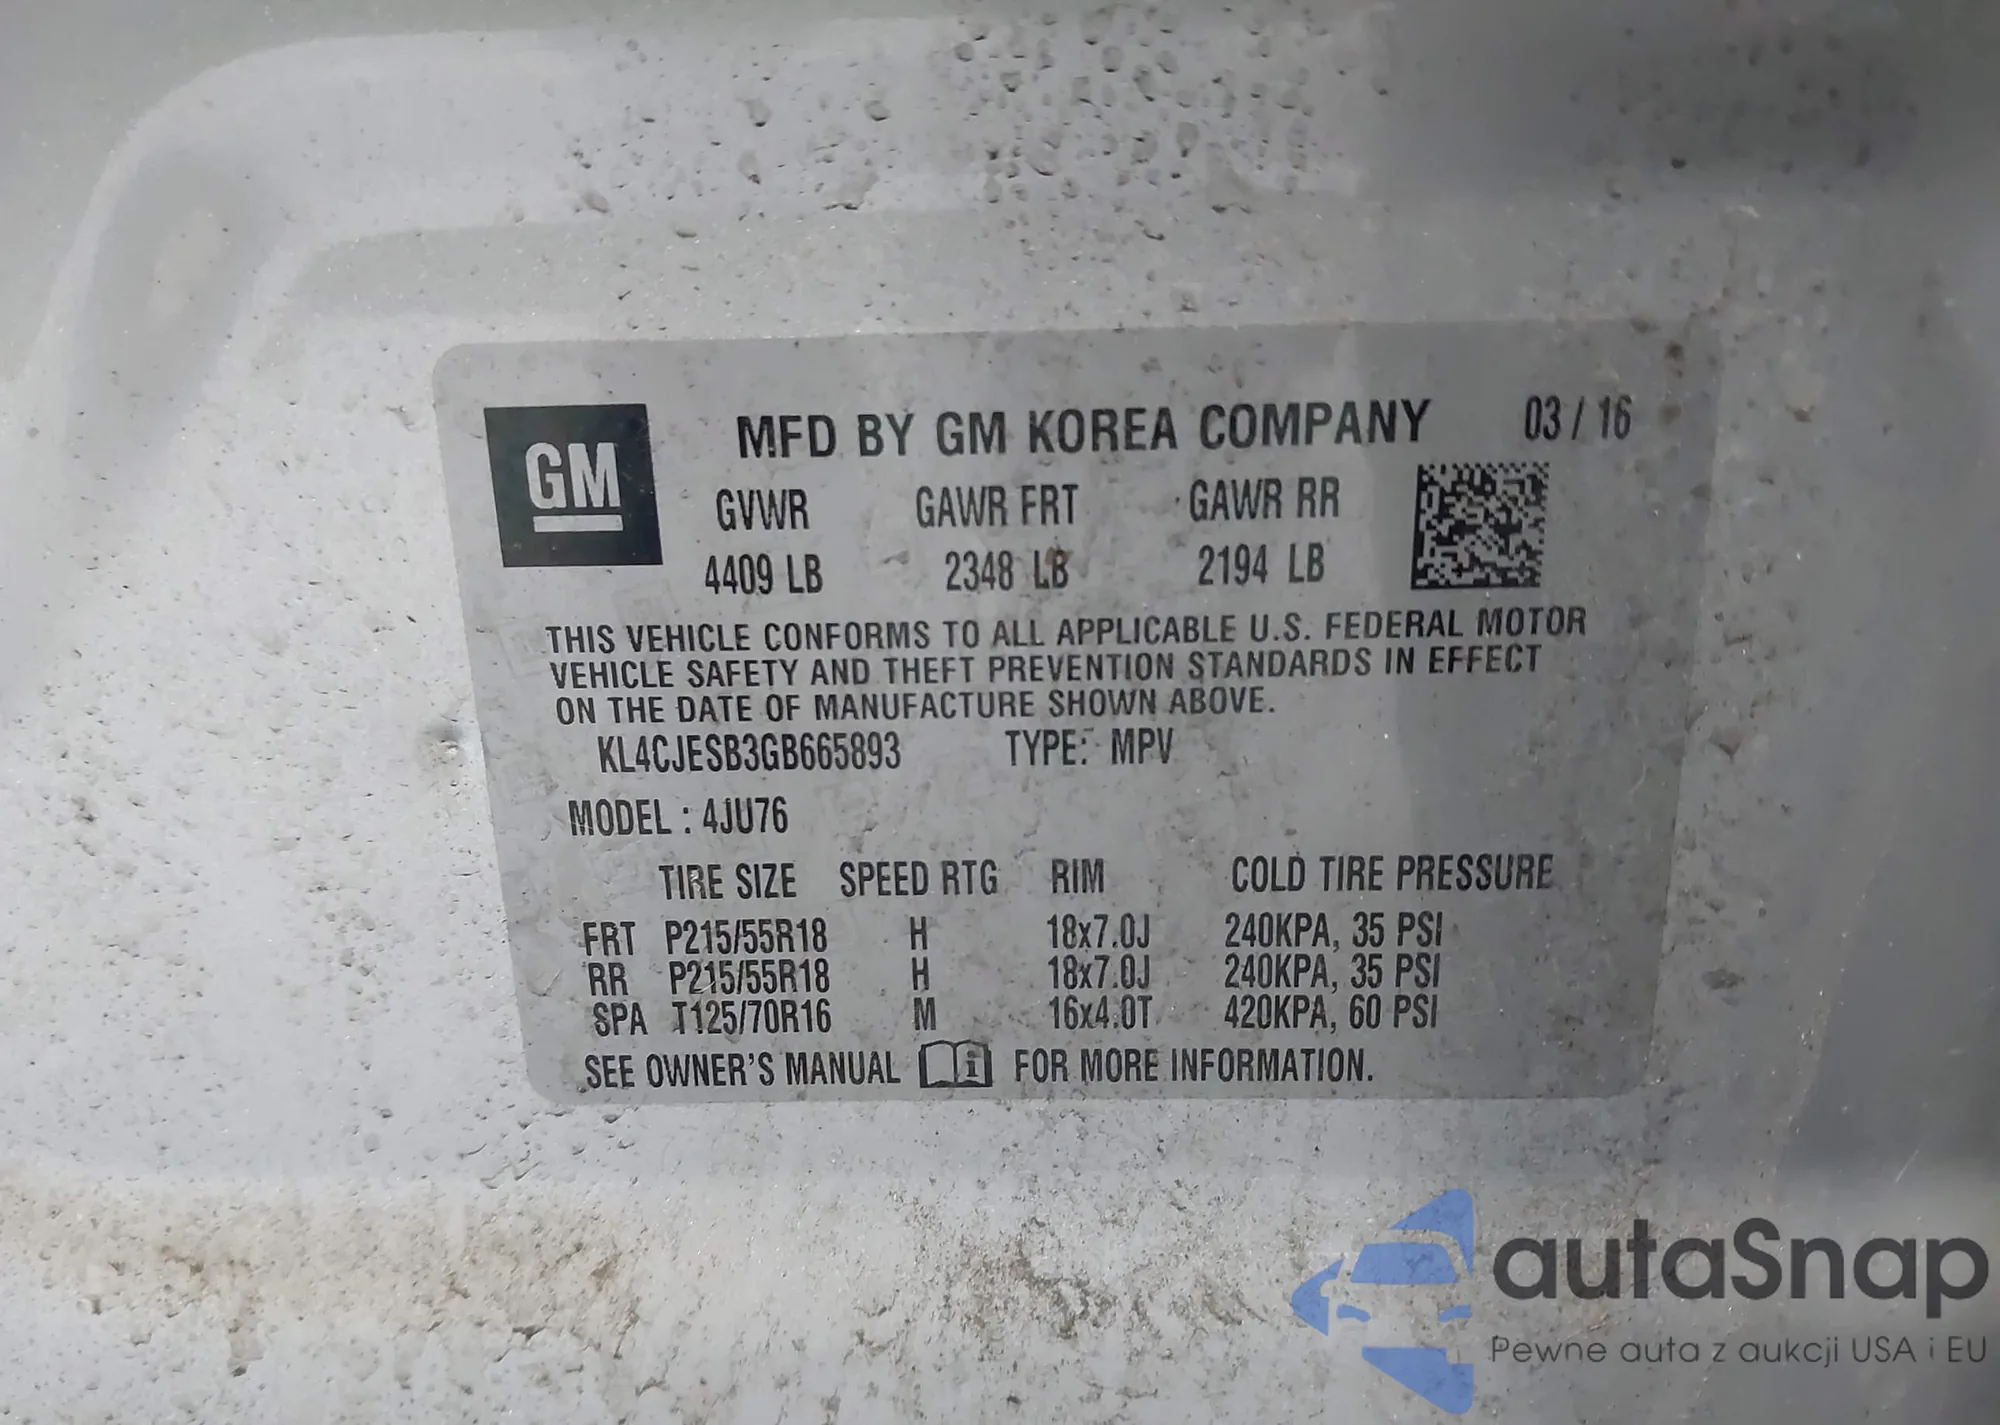 GM
MFD BY GM KOREA COMPANY 03 / 16
GVWR GAWR FRT GAWR RR
4409 LB 2348 LB 2194 LB
THIS VEHICLE CONFORMS TO ALL APPLICABLE U.S. FEDERAL MOTOR
VEHICLE SAFETY AND THEFT PREVENTION STANDARDS IN EFFECT
ON THE DATE OF MANUFACTURE SHOWN ABOVE.
KL4CJESB3GB665893 TYPE: MPV
MODEL : 4JU76
TIRE SIZE SPEED RTG RIM COLD TIRE PRESSURE
FRT P215/55R18 H 18x7.0J 240KPA, 35 PSI
RR P215/55R18 H 18x7.0J 240KPA, 35 PSI
SPA T125/70R16 M 16x4.0T 420KPA, 60 PSI
SEE OWNER'S MANUAL i FOR MORE INFORMATION.
autaSnap
Pewne auta z aukcji USA i EU